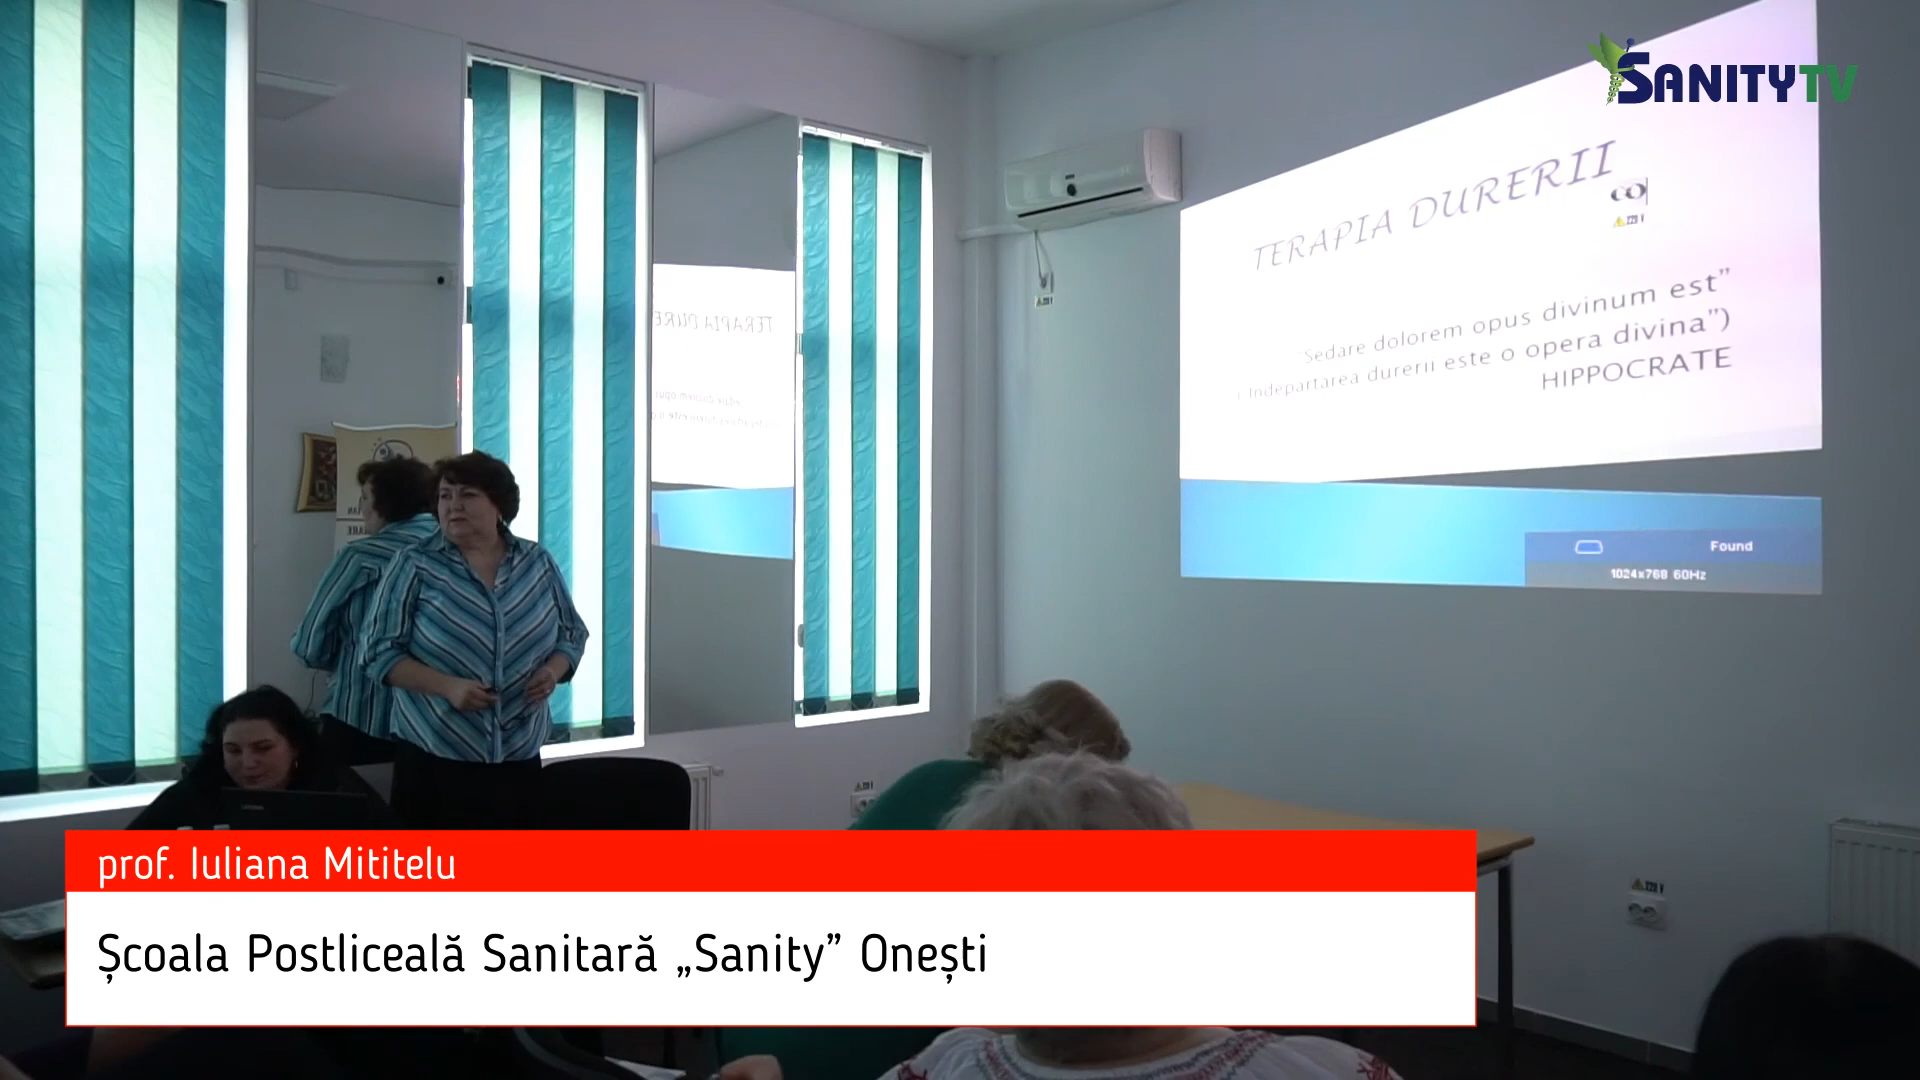 SANITYTV
TERAPIA DURERII
"Sedare dolorem opus divinum est"
Indepartarea durerii este o opera divina")
HIPPOCRATE
Found
1024x768 60Hz
prof. Iuliana Mititelu
Școala Postliceală Sanitară „Sanity” Onești